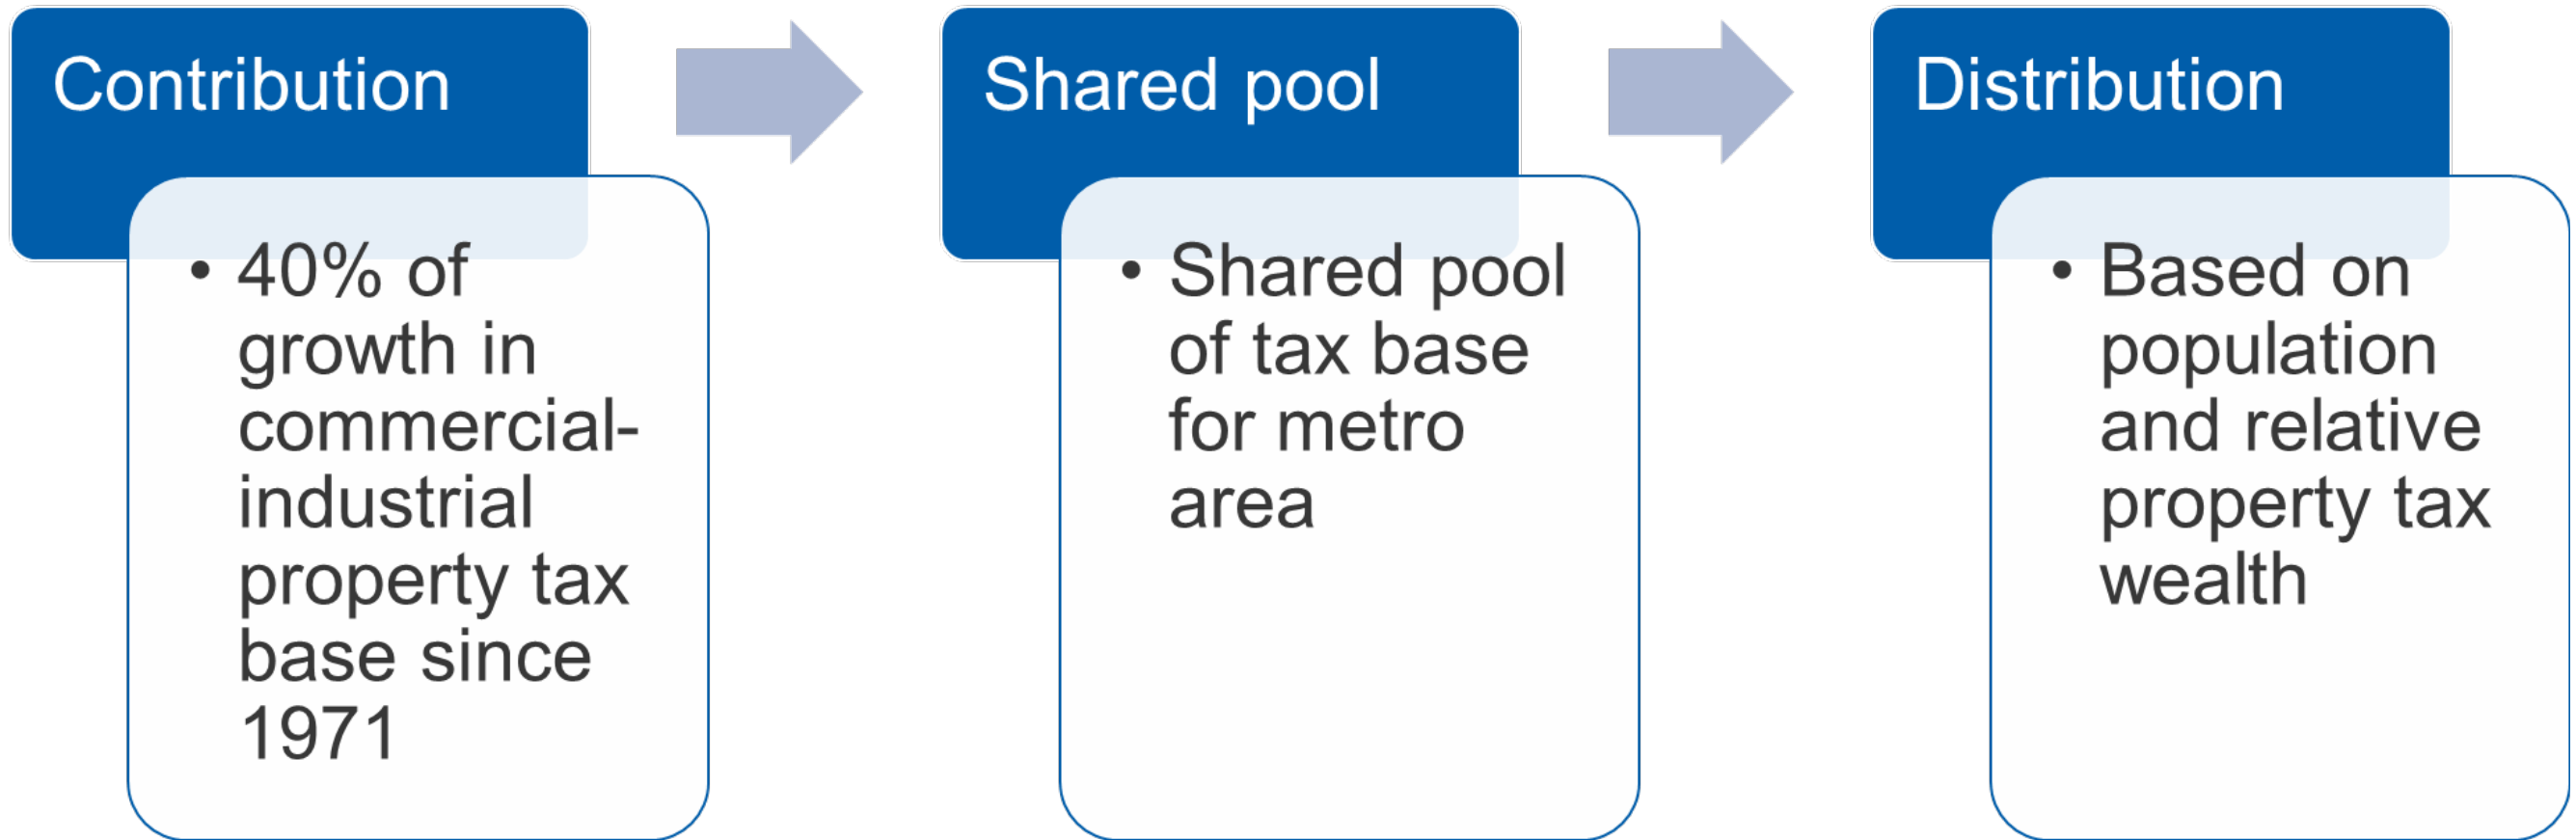 Contribution
• 40% of
growth in
commercial-
industrial
property tax
base since
1971
Shared pool
• Shared pool
of tax base
for metro
area
Distribution
• Based on
population
and relative
property tax
wealth